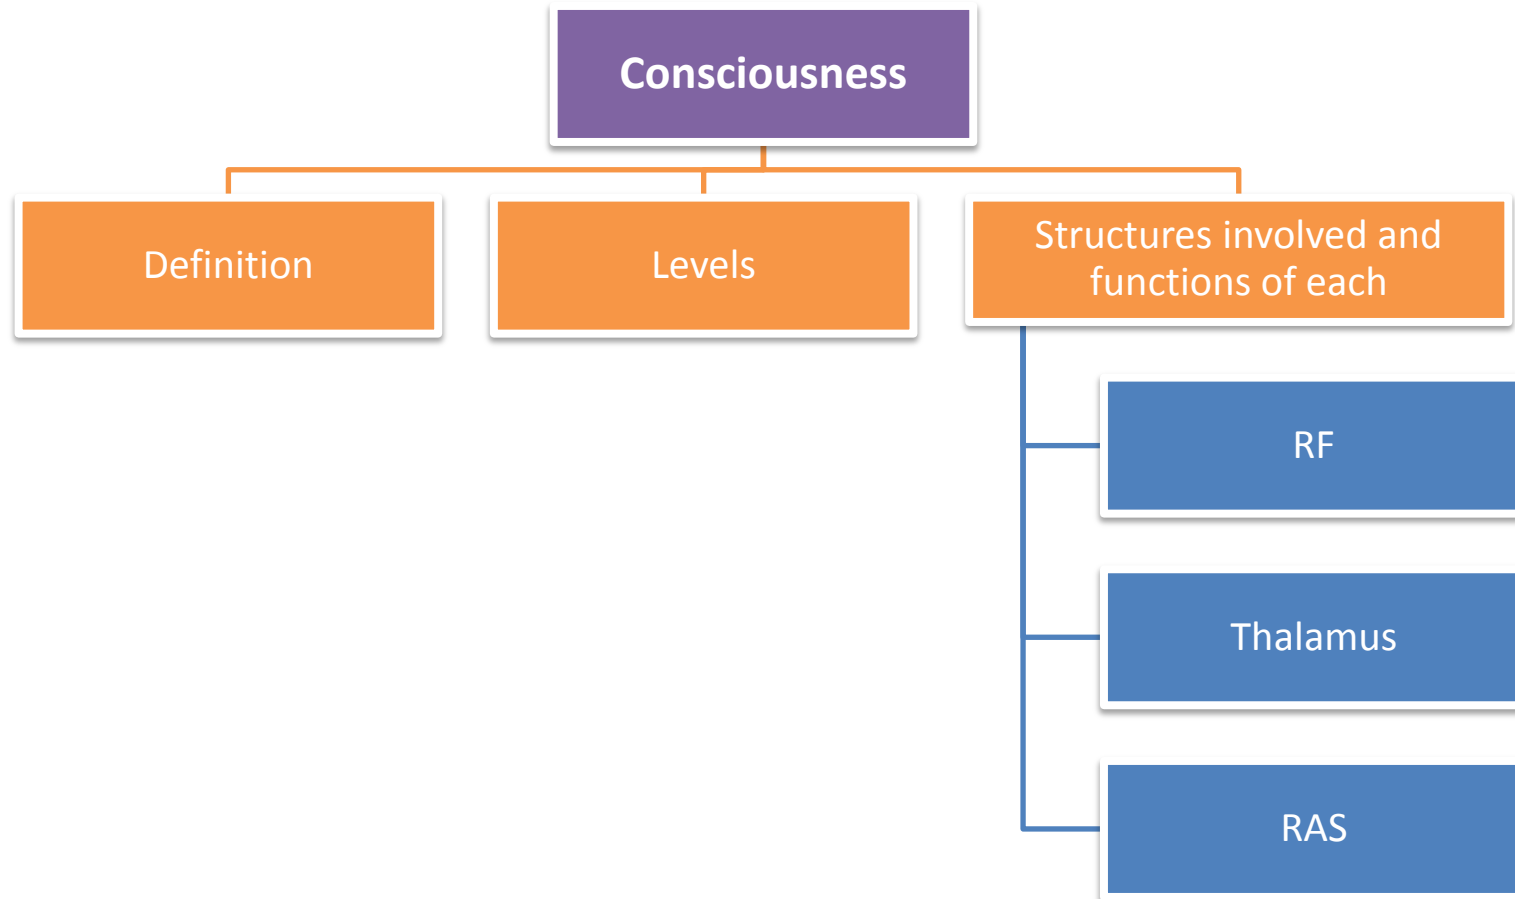 Consciousness
Definition
Levels
Structures involved and
functions of each
RF
Thalamus
RAS